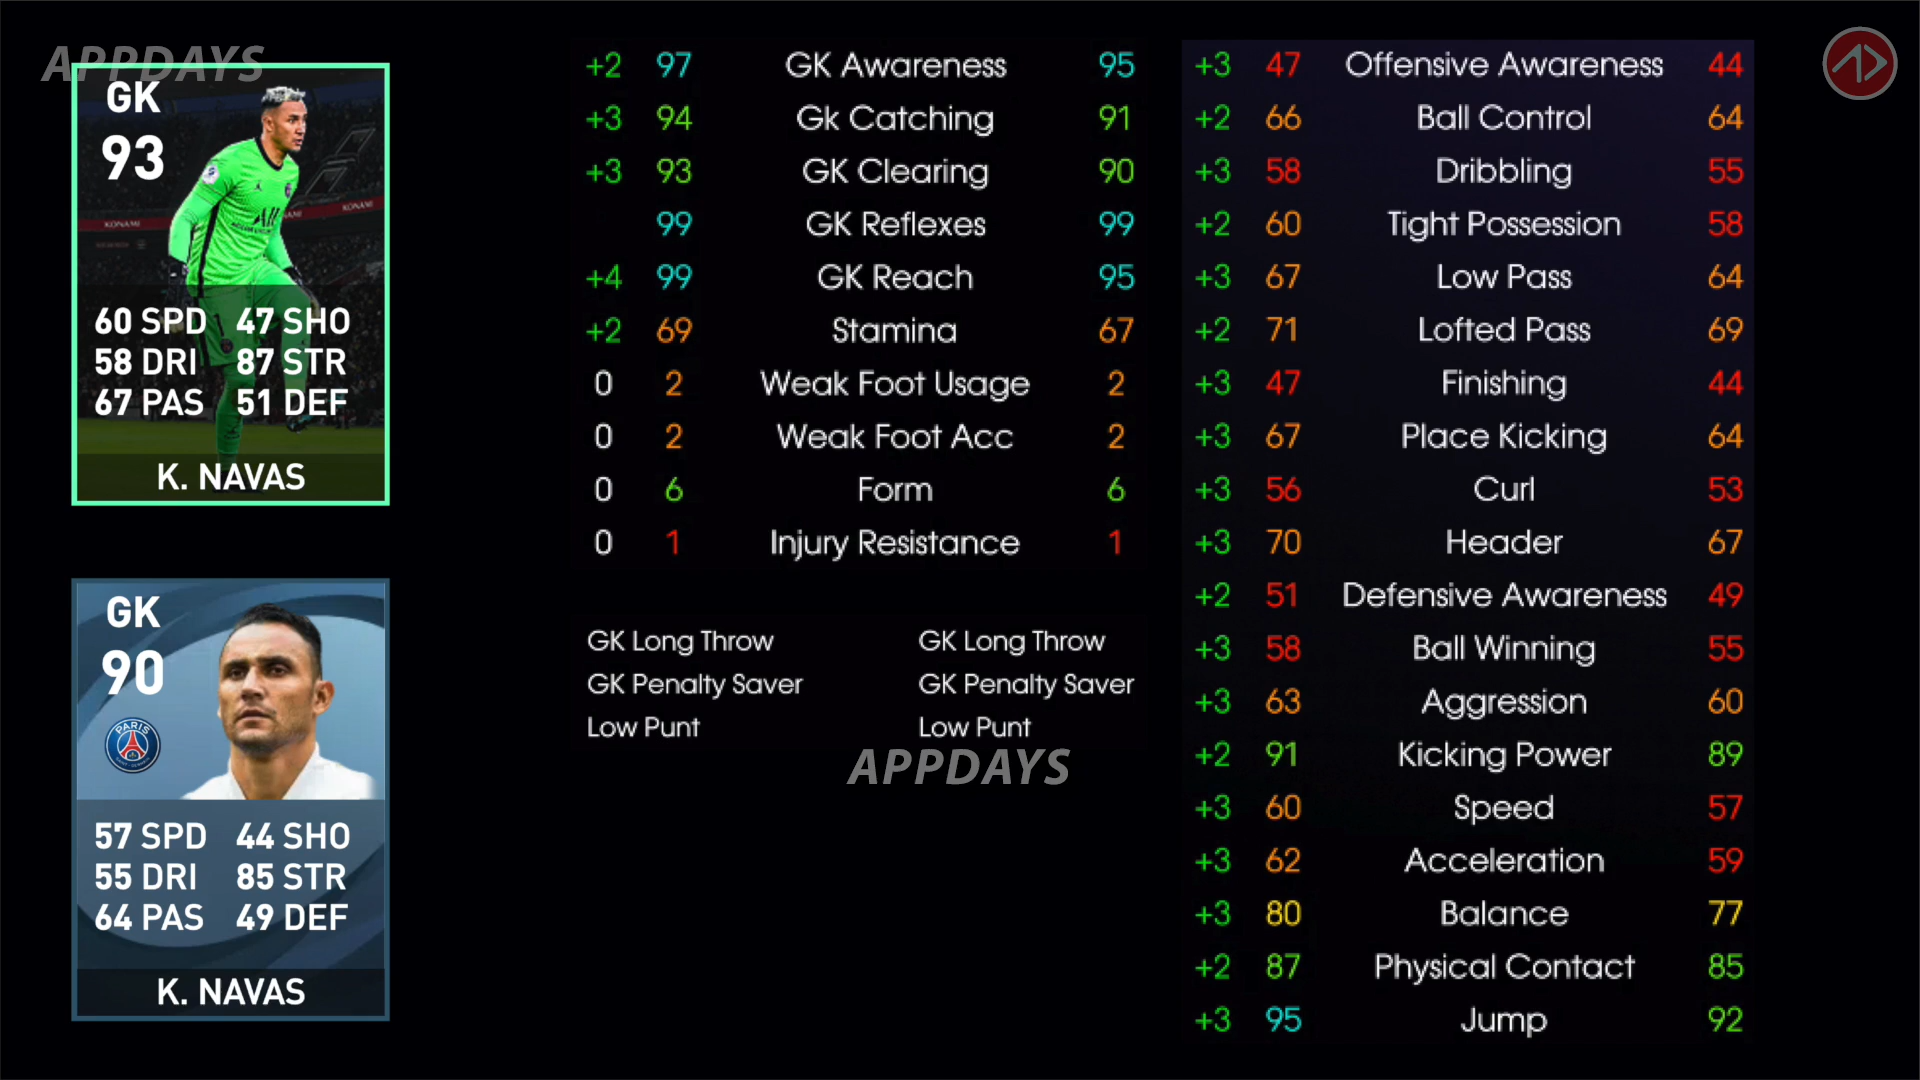 APPDAYS
GK
93
KONAMI
KONAMI
60 SPD 47 SHO
58 DRI 87 STR
67 PAS 51 DEF
K. NAVAS
GK
90
PARIS
57 SPD 44 SHO
55 DRI 85 STR
64 PAS 49 DEF
K. NAVAS
+2 97 GK Awareness 95
+3 94 Gk Catching 91
+3 93 GK Clearing 90
99 GK Reflexes 99
+4 99 GK Reach 95
+2 69 Stamina 67
0 2 Weak Foot Usage 2
0 2 Weak Foot Acc 2
0 6 Form 6
0 1 Injury Resistance 1
GK Long Throw GK Long Throw
GK Penalty Saver GK Penalty Saver
Low Punt Low Punt
APPDAYS
+3 47 Offensive Awareness 44
+2 66 Ball Control 64
+3 58 Dribbling 55
+2 60 Tight Possession 58
+3 67 Low Pass 64
+2 71 Lofted Pass 69
+3 47 Finishing 44
+3 67 Place Kicking 64
+3 56 Curl 53
+3 70 Header 67
+2 51 Defensive Awareness 49
+3 58 Ball Winning 55
+3 63 Aggression 60
+2 91 Kicking Power 89
+3 60 Speed 57
+3 62 Acceleration 59
+3 80 Balance 77
+2 87 Physical Contact 85
+3 95 Jump 92